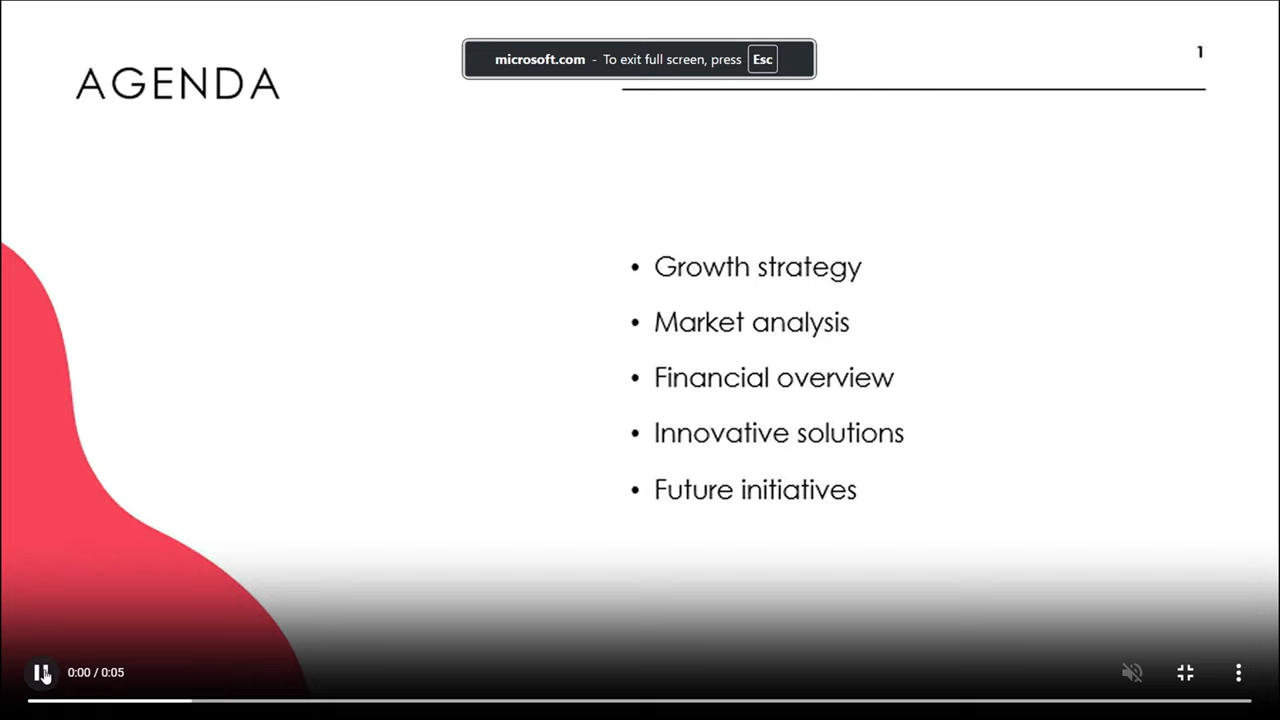 microsoft.com - To exit full screen, press Esc
1
AGENDA
• Growth strategy
• Market analysis
• Financial overview
• Innovative solutions
• Future initiatives
0:00 / 0:05